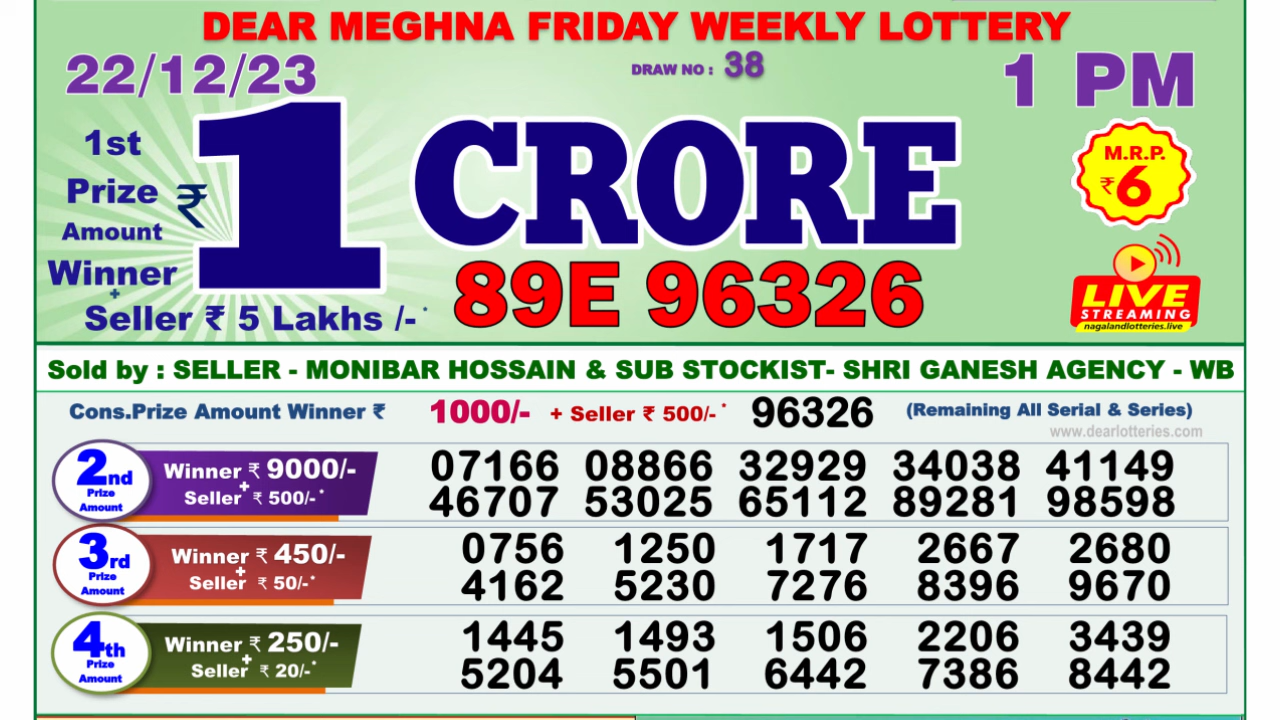 DEAR MEGHNA FRIDAY WEEKLY LOTTERY
22/12/23
DRAW NO : 38
1 PM
1st
Prize
Amount
Winner
+
Seller ₹ 5 Lakhs /-*
₹ 1 CRORE
89E 96326
M.R.P.
₹6
LIVE
STREAMING
nagalandlotteries.live
Sold by : SELLER - MONIBAR HOSSAIN & SUB STOCKIST- SHRI GANESH AGENCY - WB
Cons.Prize Amount Winner ₹ 1000/- + Seller ₹ 500/-* 96326 (Remaining All Serial & Series)
www.dearlotteries.com
2nd
Prize
Amount
Winner ₹ 9000/-
+
Seller ₹ 500/-*
07166 08866 32929 34038 41149
46707 53025 65112 89281 98598
3rd
Prize
Amount
Winner ₹ 450/-
+
Seller ₹ 50/-*
0756 1250 1717 2667 2680
4162 5230 7276 8396 9670
4th
Prize
Amount
Winner ₹ 250/-
+
Seller ₹ 20/-*
1445 1493 1506 2206 3439
5204 5501 6442 7386 8442